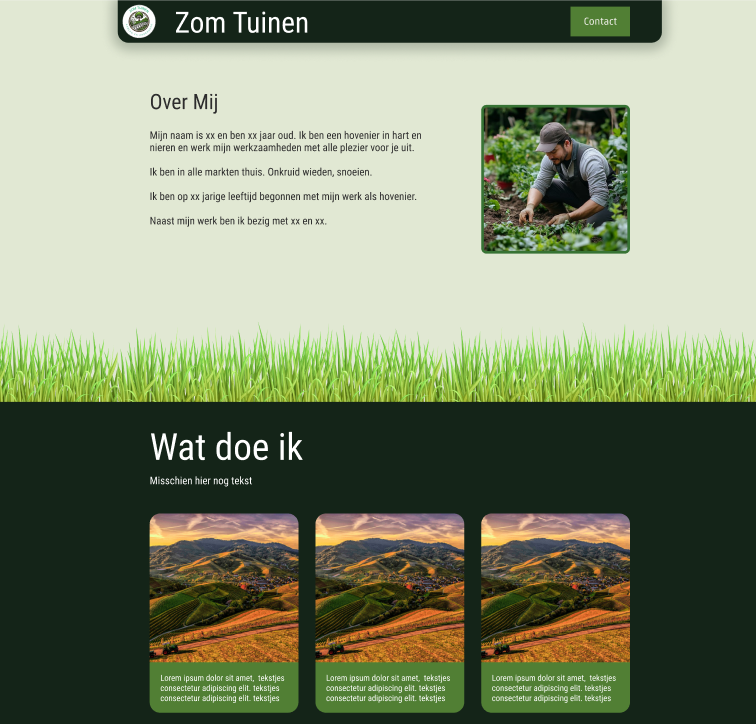 Zom Tuinen
Contact
Over Mij
Mijn naam is xx en ben xx jaar oud. Ik ben een hovenier in hart en
nieren en werk mijn werkzaamheden met alle plezier voor je uit.
Ik ben in alle markten thuis. Onkruid wieden, snoeien.
Ik ben op xx jarige leeftijd begonnen met mijn werk als hovenier.
Naast mijn werk ben ik bezig met xx en xx.
Wat doe ik
Misschien hier nog tekst
Lorem ipsum dolor sit amet, tekstjes
consectetur adipiscing elit. tekstjes
consectetur adipiscing elit. tekstjes
Lorem ipsum dolor sit amet, tekstjes
consectetur adipiscing elit. tekstjes
consectetur adipiscing elit. tekstjes
Lorem ipsum dolor sit amet, tekstjes
consectetur adipiscing elit. tekstjes
consectetur adipiscing elit. tekstjes